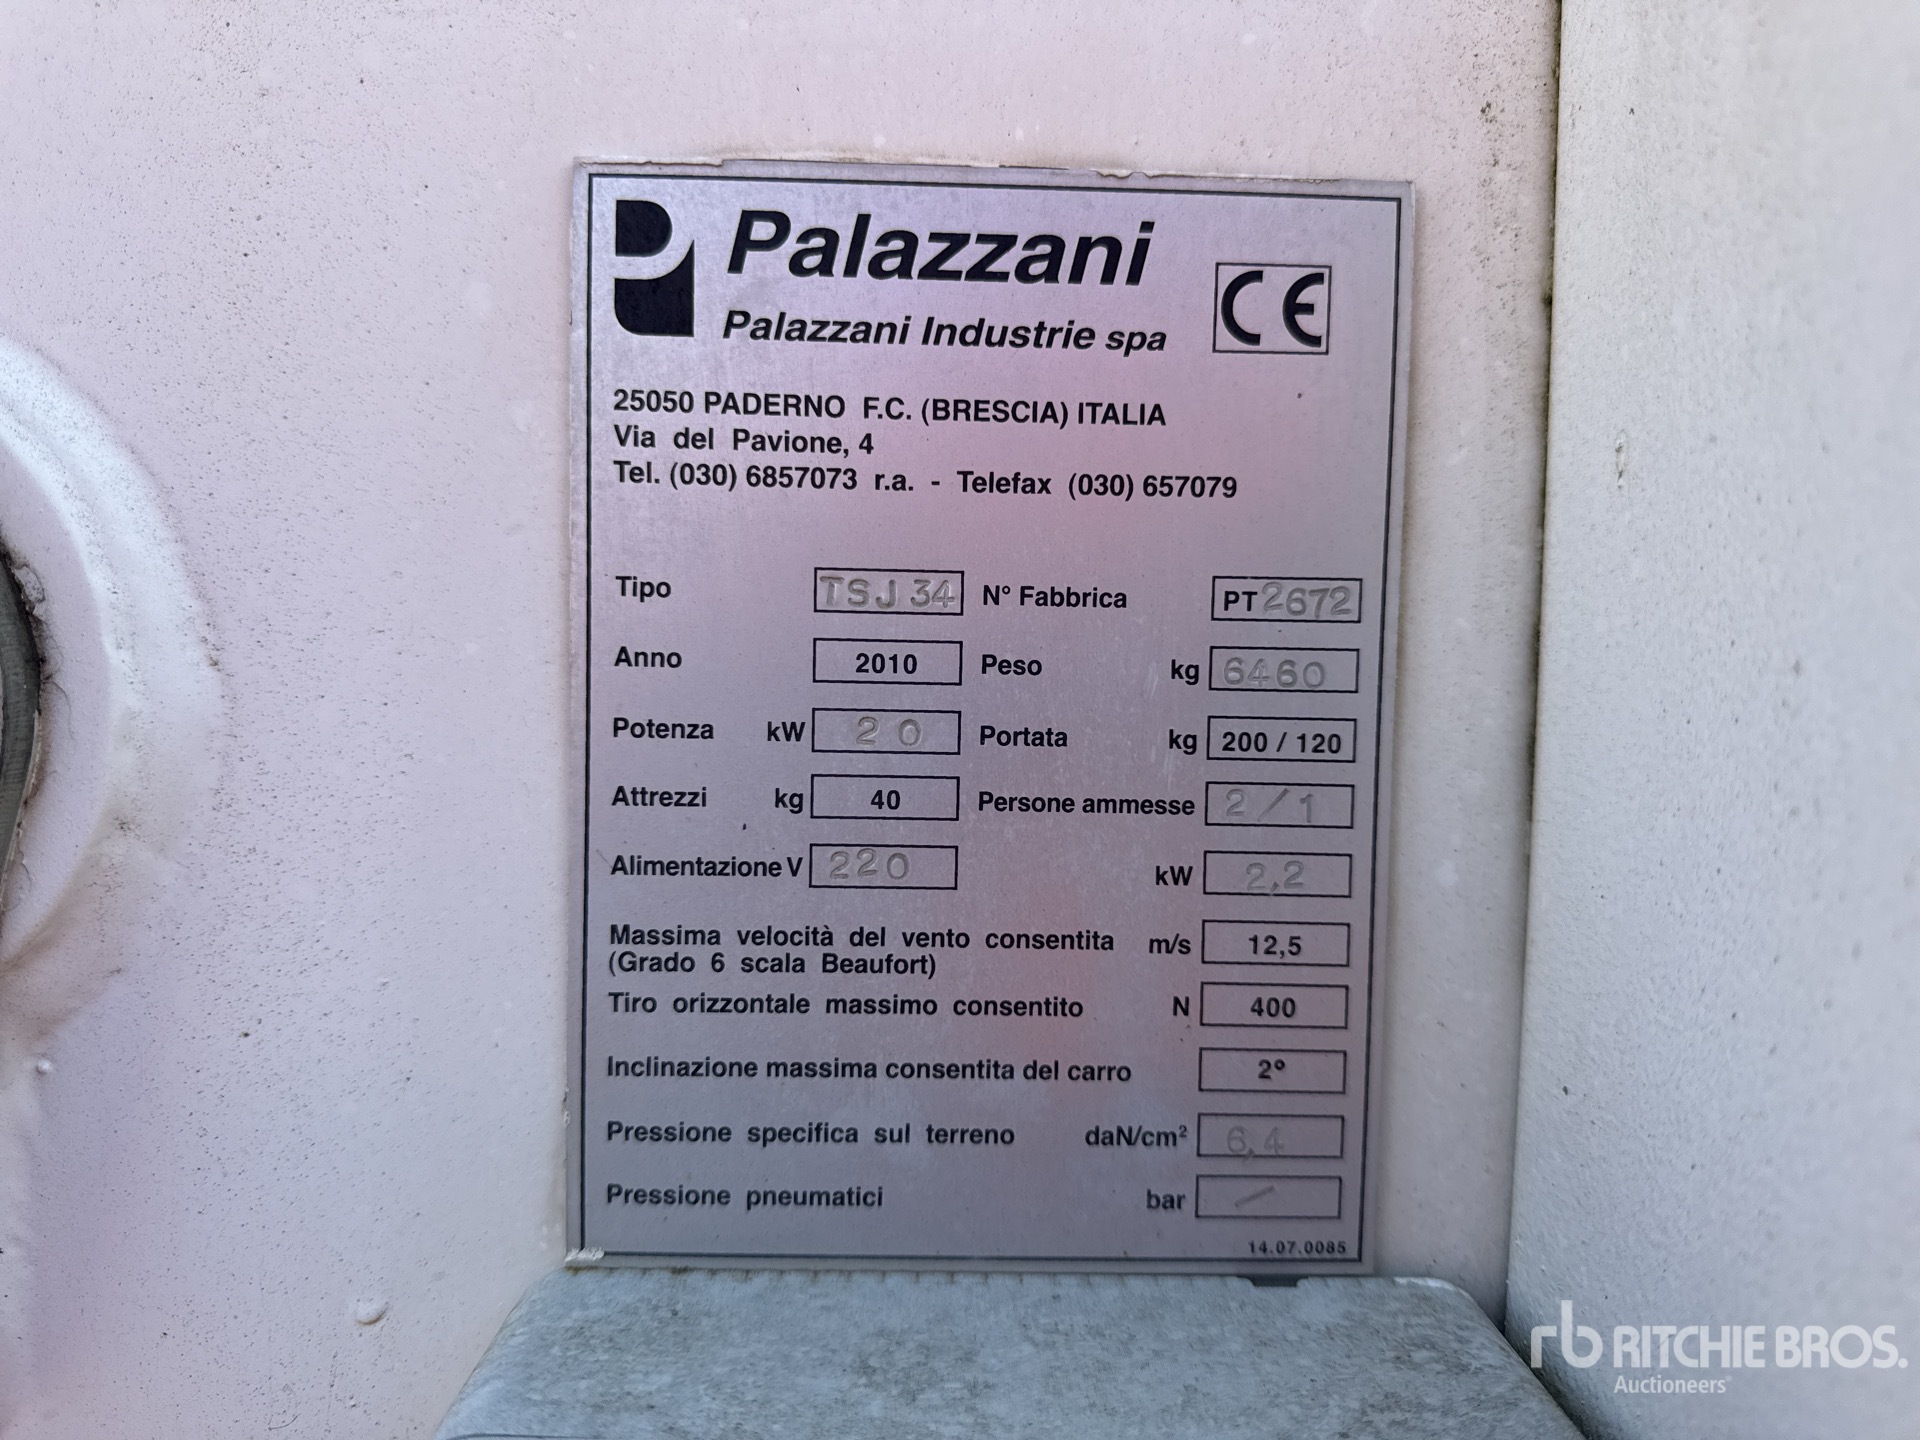 Palazzani
Palazzani Industrie spa
CE
25050 PADERNO F.C. (BRESCIA) ITALIA
Via del Pavione, 4
Tel. (030) 6857073 r.a. - Telefax (030) 657079
Tipo TSJ 34 N° Fabbrica PT 2672
Anno 2010 Peso kg 6460
Potenza kW 20 Portata kg 200 / 120
Attrezzi kg 40 Persone ammesse 2/1
Alimentazione V 220 kW 2,2
Massima velocità del vento consentita m/s 12,5
(Grado 6 scala Beaufort)
Tiro orizzontale massimo consentito N 400
Inclinazione massima consentita del carro 2°
Pressione specifica sul terreno daN/cm² 6,4
Pressione pneumatici bar /
14.07.0085
rb RITCHIE BROS.
Auctioneers